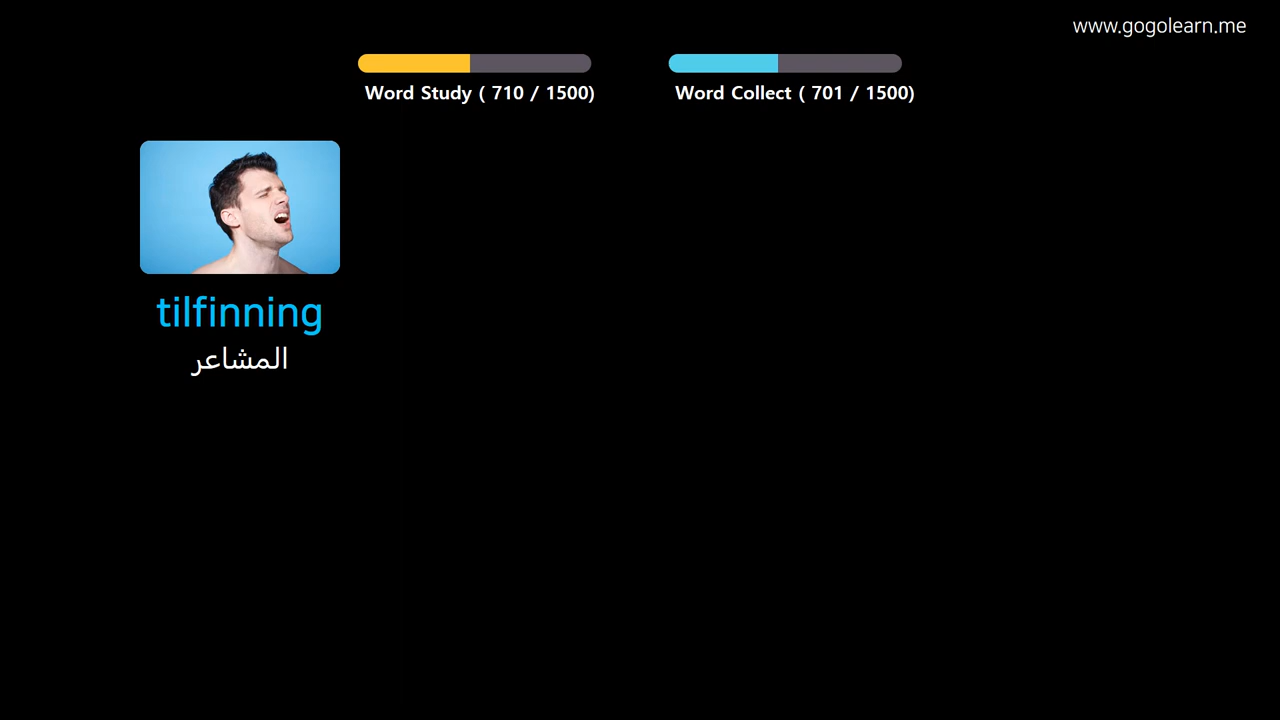 www.gogolearn.me
Word Study ( 710 / 1500)
Word Collect ( 701 / 1500)
tilfinning
المشاعر